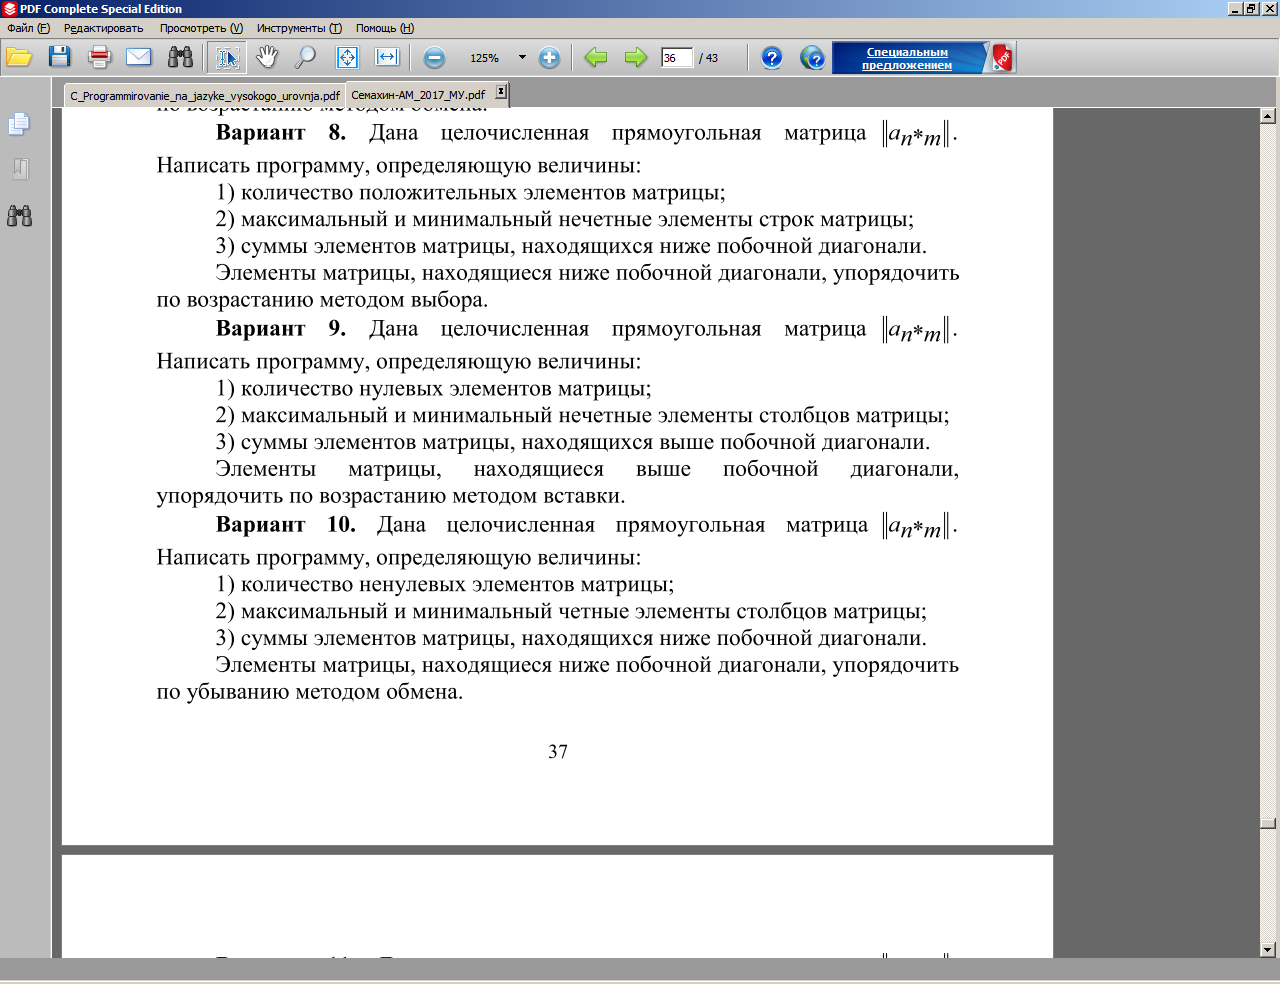 PDF Complete Special Edition
Файл (F) Редактировать Просмотреть (V) Инструменты (T) Помощь (H)
125% 36 / 43 Специальным предложением PDF
C_Programmirovanie_na_jazyke_vysokogo_urovnja.pdf Семахин-АМ_2017_МУ.pdf
по возрастанию методом обмена.
Вариант 8. Дана целочисленная прямоугольная матрица ‖aₙ*ₘ‖.
Написать программу, определяющую величины:
1) количество положительных элементов матрицы;
2) максимальный и минимальный нечетные элементы строк матрицы;
3) суммы элементов матрицы, находящихся ниже побочной диагонали.
Элементы матрицы, находящиеся ниже побочной диагонали, упорядочить
по возрастанию методом выбора.
Вариант 9. Дана целочисленная прямоугольная матрица ‖aₙ*ₘ‖.
Написать программу, определяющую величины:
1) количество нулевых элементов матрицы;
2) максимальный и минимальный нечетные элементы столбцов матрицы;
3) суммы элементов матрицы, находящихся выше побочной диагонали.
Элементы матрицы, находящиеся выше побочной диагонали,
упорядочить по возрастанию методом вставки.
Вариант 10. Дана целочисленная прямоугольная матрица ‖aₙ*ₘ‖.
Написать программу, определяющую величины:
1) количество ненулевых элементов матрицы;
2) максимальный и минимальный четные элементы столбцов матрицы;
3) суммы элементов матрицы, находящихся ниже побочной диагонали.
Элементы матрицы, находящиеся ниже побочной диагонали, упорядочить
по убыванию методом обмена.
37